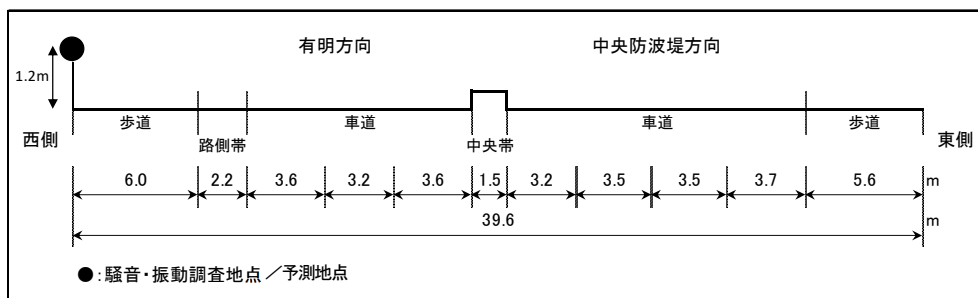 有明方向 中央防波堤方向
1.2m
歩道 車道 車道 歩道
西側 路側帯 中央帯 東側
6.0 2.2 3.6 3.2 3.6 1.5 3.2 3.5 3.5 3.7 5.6 m
39.6 m
●:騒音・振動調査地点／予測地点